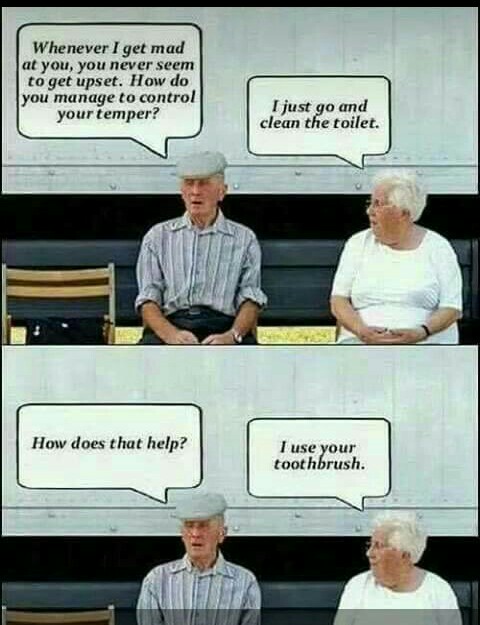 Whenever I get mad
at you, you never seem
to get upset. How do
you manage to control
your temper?
I just go and
clean the toilet.
How does that help?
I use your
toothbrush.